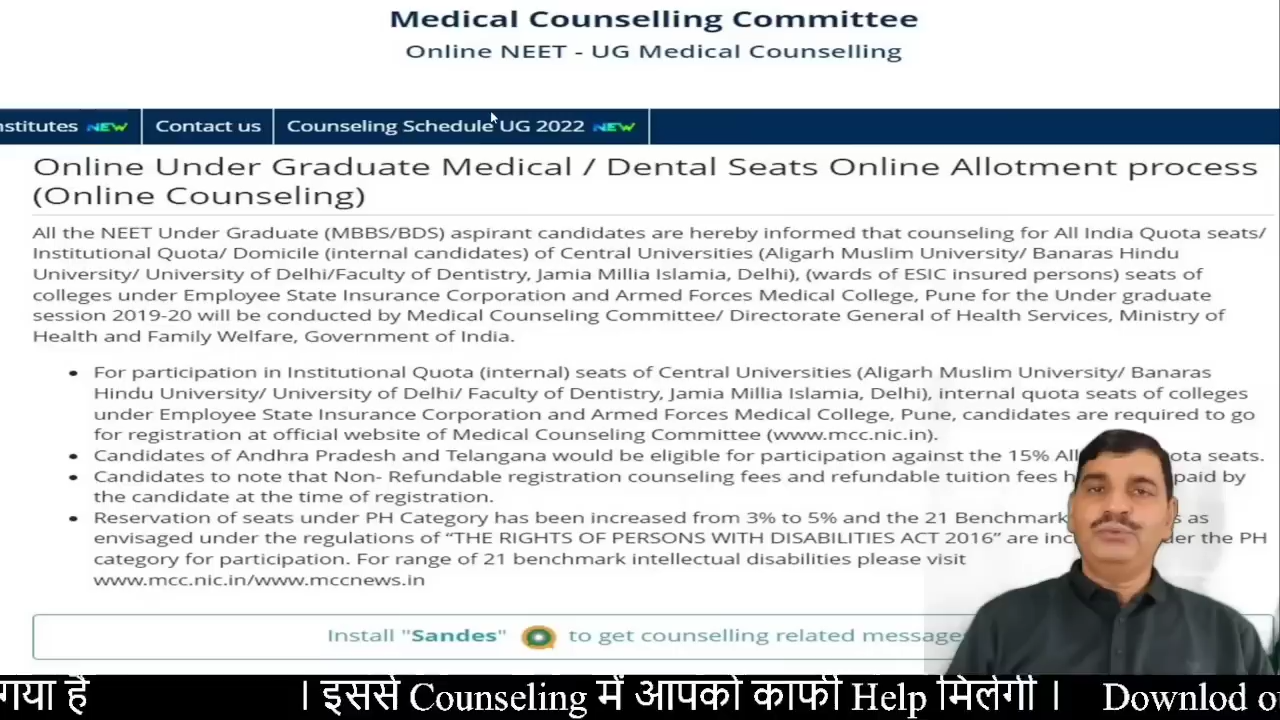 Medical Counselling Committee
Online NEET - UG Medical Counselling
nstitutes NEW Contact us Counseling Schedule UG 2022 NEW
Online Under Graduate Medical / Dental Seats Online Allotment process
(Online Counseling)
All the NEET Under Graduate (MBBS/BDS) aspirant candidates are hereby informed that counseling for All India Quota seats/
Institutional Quota/ Domicile (internal candidates) of Central Universities (Aligarh Muslim University/ Banaras Hindu
University/ University of Delhi/Faculty of Dentistry, Jamia Millia Islamia, Delhi), (wards of ESIC insured persons) seats of
colleges under Employee State Insurance Corporation and Armed Forces Medical College, Pune for the Under graduate
session 2019-20 will be conducted by Medical Counseling Committee/ Directorate General of Health Services, Ministry of
Health and Family Welfare, Government of India.
• For participation in Institutional Quota (internal) seats of Central Universities (Aligarh Muslim University/ Banaras
Hindu University/ University of Delhi/ Faculty of Dentistry, Jamia Millia Islamia, Delhi), internal quota seats of colleges
under Employee State Insurance Corporation and Armed Forces Medical College, Pune, candidates are required to go
for registration at official website of Medical Counseling Committee (www.mcc.nic.in).
• Candidates of Andhra Pradesh and Telangana would be eligible for participation against the 15% Al ota seats.
• Candidates to note that Non- Refundable registration counseling fees and refundable tuition fees h paid by
the candidate at the time of registration.
• Reservation of seats under PH Category has been increased from 3% to 5% and the 21 Benchmark s as
envisaged under the regulations of “THE RIGHTS OF PERSONS WITH DISABILITIES ACT 2016” are inc der the PH
category for participation. For range of 21 benchmark intellectual disabilities please visit
www.mcc.nic.in/www.mccnews.in
Install "Sandes" to get counselling related message
गया है । इससे Counseling में आपको काफी Help मिलेगी । Downlod o